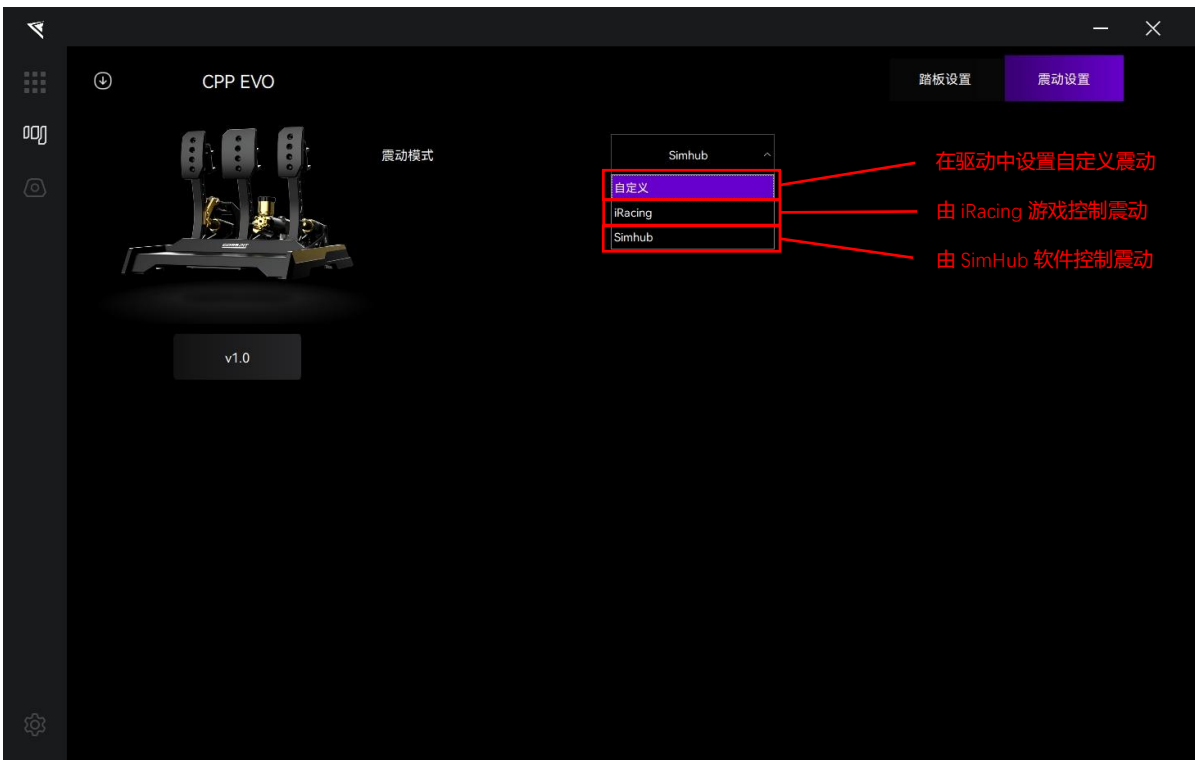 CPP EVO
踏板设置
震动设置
震动模式
Simhub
自定义
iRacing
Simhub
在驱动中设置自定义震动
由 iRacing 游戏控制震动
由 SimHub 软件控制震动
v1.0